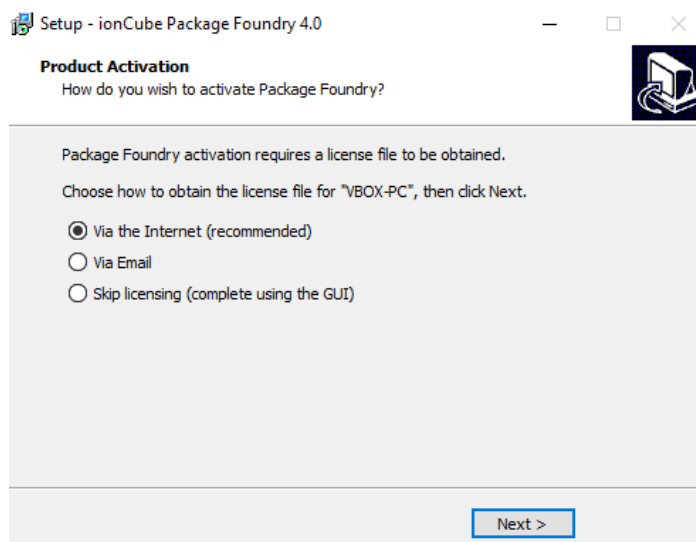 Setup - ionCube Package Foundry 4.0
Product Activation
How do you wish to activate Package Foundry?
Package Foundry activation requires a license file to be obtained.
Choose how to obtain the license file for "VBOX-PC", then click Next.
Via the Internet (recommended)
Via Email
Skip licensing (complete using the GUI)
Next >